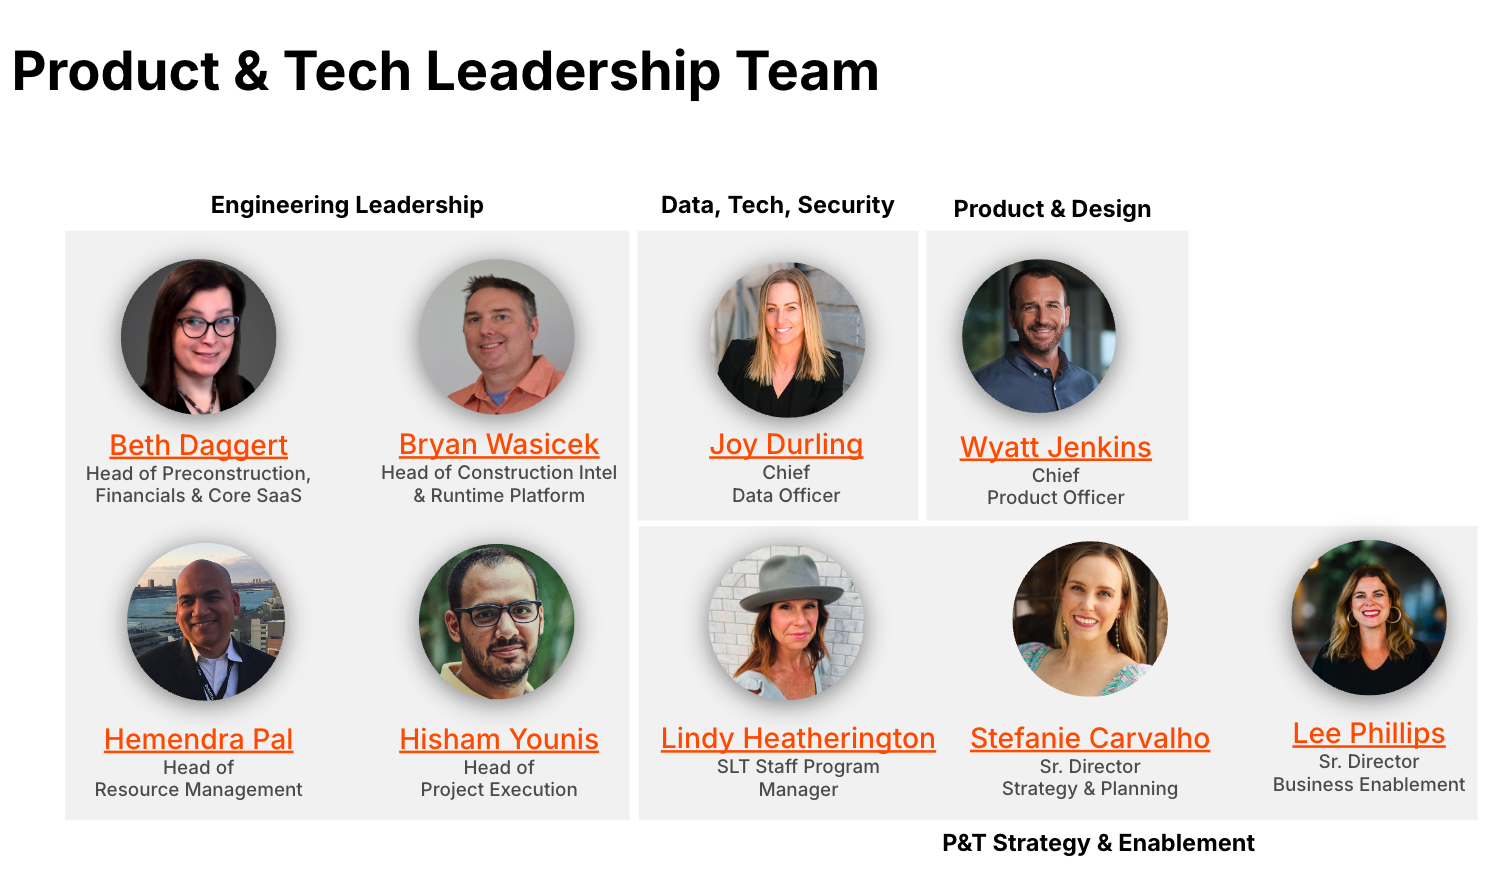 Product & Tech Leadership Team
Engineering Leadership
Data, Tech, Security
Product & Design
Beth Daggert
Head of Preconstruction,
Financials & Core SaaS
Bryan Wasicek
Head of Construction Intel
& Runtime Platform
Joy Durling
Chief
Data Officer
Wyatt Jenkins
Chief
Product Officer
Hemendra Pal
Head of
Resource Management
Hisham Younis
Head of
Project Execution
Lindy Heatherington
SLT Staff Program
Manager
Stefanie Carvalho
Sr. Director
Strategy & Planning
Lee Phillips
Sr. Director
Business Enablement
P&T Strategy & Enablement